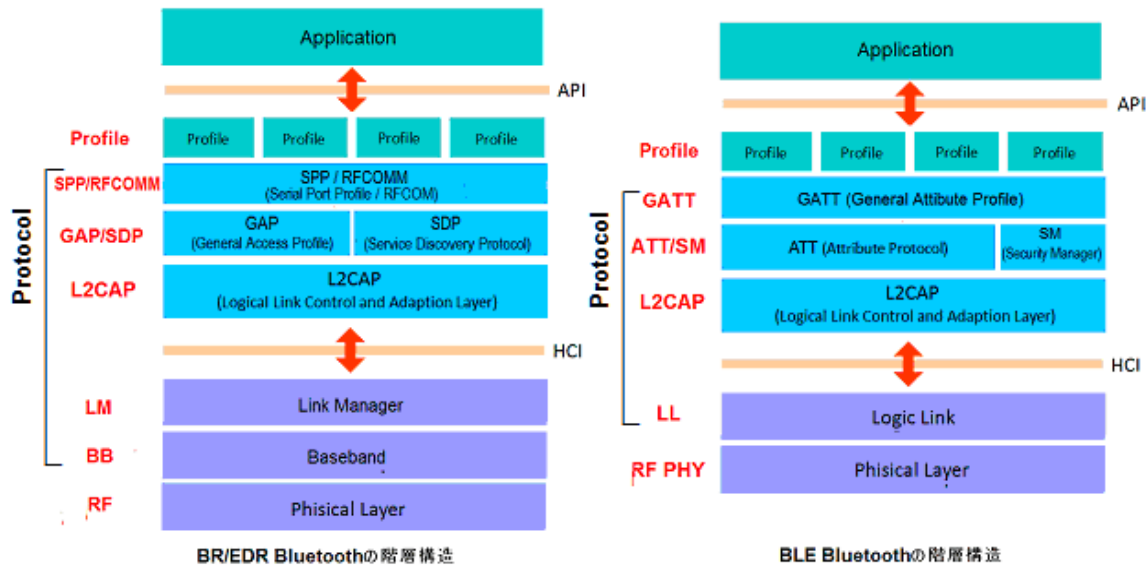 Application
API
Profile
Profile
Profile
Profile
Profile
SPP/RFCOMM
SPP / RFCOMM
(Serial Port Profile / RFCOM)
Protocol
GAP/SDP
GAP
(General Access Profile)
SDP
(Service Discovery Protocol)
L2CAP
L2CAP
(Logical Link Control and Adaption Layer)
HCI
LM
Link Manager
BB
Baseband
RF
Phisical Layer
BR/EDR Bluetoothの階層構造
Application
API
Profile
Profile
Profile
Profile
Profile
GATT
GATT (General Attibute Profile)
Protocol
ATT/SM
ATT (Attribute Protocol)
SM
(Security Manager)
L2CAP
L2CAP
(Logical Link Control and Adaption Layer)
HCI
LL
Logic Link
RF PHY
Phisical Layer
BLE Bluetoothの階層構造